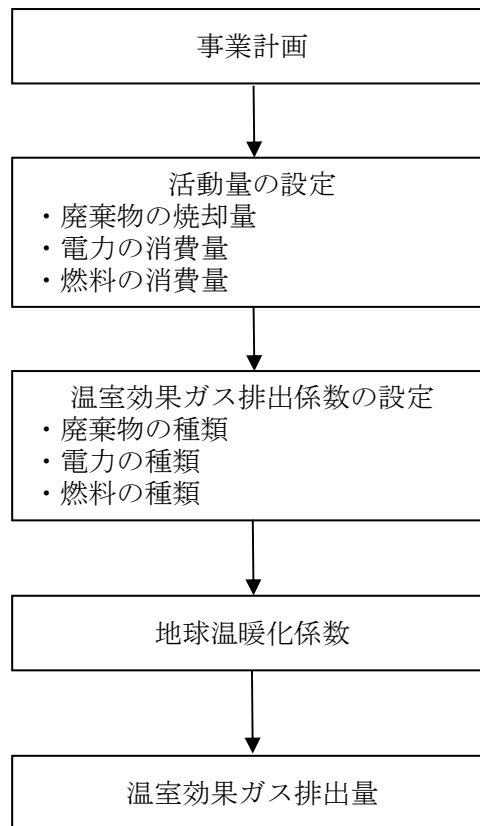 事業計画
活動量の設定
・廃棄物の焼却量
・電力の消費量
・燃料の消費量
温室効果ガス排出係数の設定
・廃棄物の種類
・電力の種類
・燃料の種類
地球温暖化係数
温室効果ガス排出量